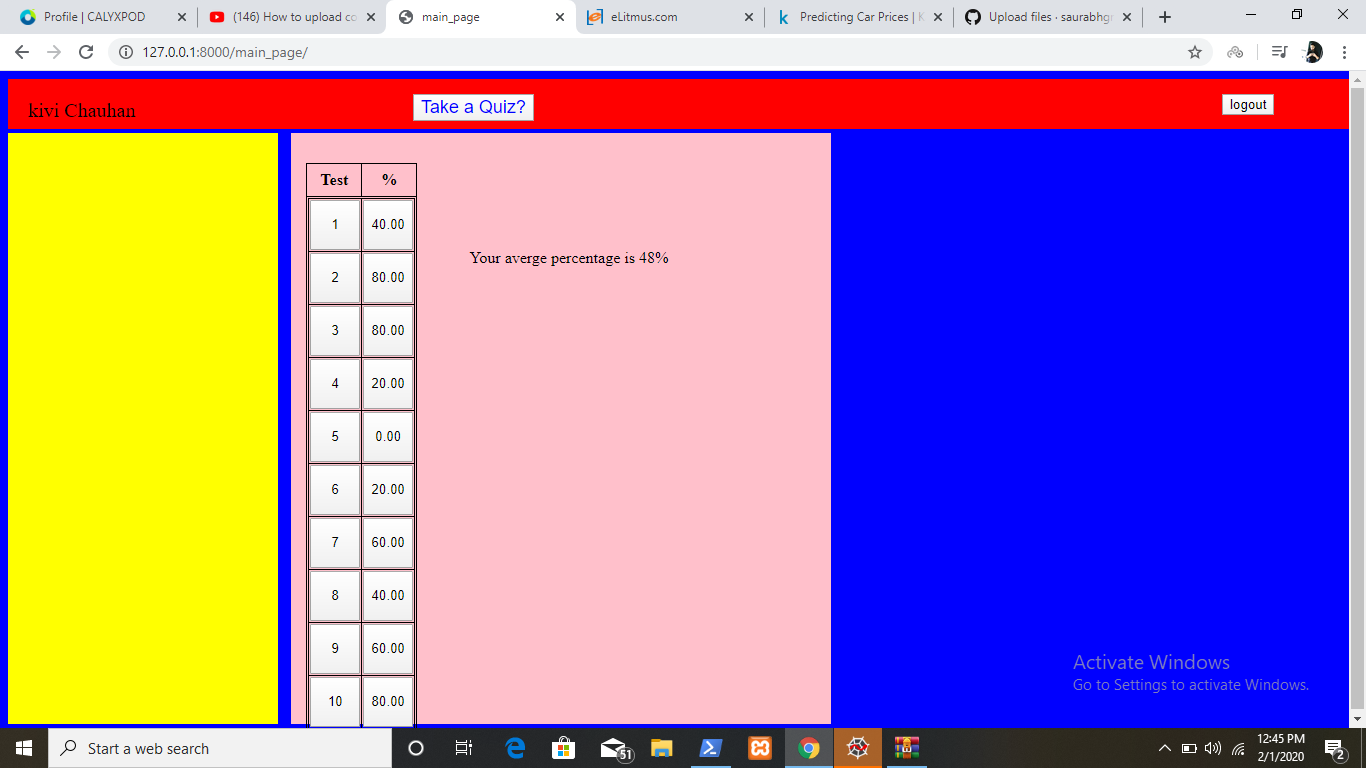 Profile | CALYXPOD
(146) How to upload co
main_page
eLitmus.com
Predicting Car Prices | K
Upload files · saurabhgr
127.0.0.1:8000/main_page/
kivi Chauhan
Take a Quiz?
logout
Test %
1 40.00
2 80.00
3 80.00
4 20.00
5 0.00
6 20.00
7 60.00
8 40.00
9 60.00
10 80.00
Your averge percentage is 48%
Activate Windows
Go to Settings to activate Windows.
Start a web search
51
12:45 PM
2/1/2020
2